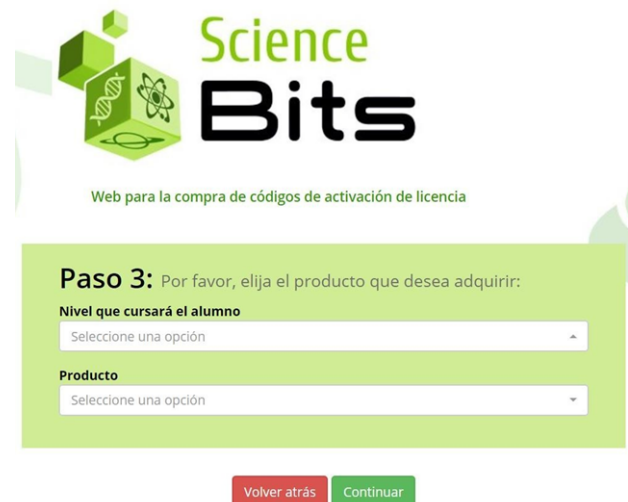 Science
Bits
Web para la compra de códigos de activación de licencia
Paso 3: Por favor, elija el producto que desea adquirir:
Nivel que cursará el alumno
Seleccione una opción
Producto
Seleccione una opción
Volver atrás Continuar